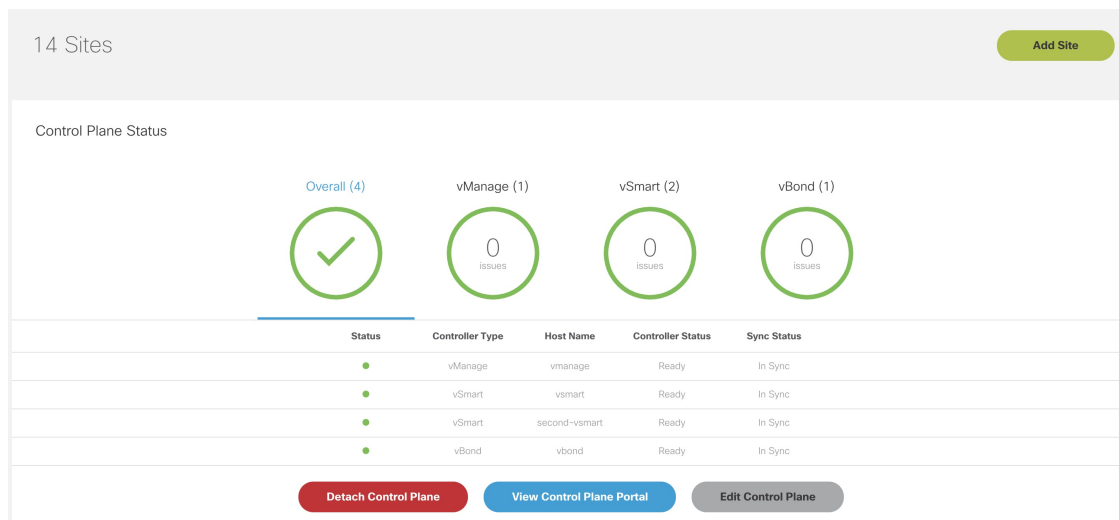 14 Sites
Add Site
Control Plane Status
Overall (4) vManage (1) vSmart (2) vBond (1)
0 0 0
issues issues issues
Status Controller Type Host Name Controller Status Sync Status
vManage vmanage Ready In Sync
vSmart vsmart Ready In Sync
vSmart second-vsmart Ready In Sync
vBond vbond Ready In Sync
Detach Control Plane View Control Plane Portal Edit Control Plane